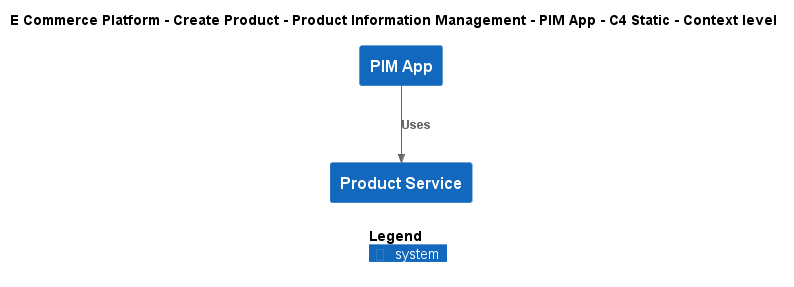 E Commerce Platform - Create Product - Product Information Management - PIM App - C4 Static - Context level
PIM App
Uses
Product Service
Legend
system